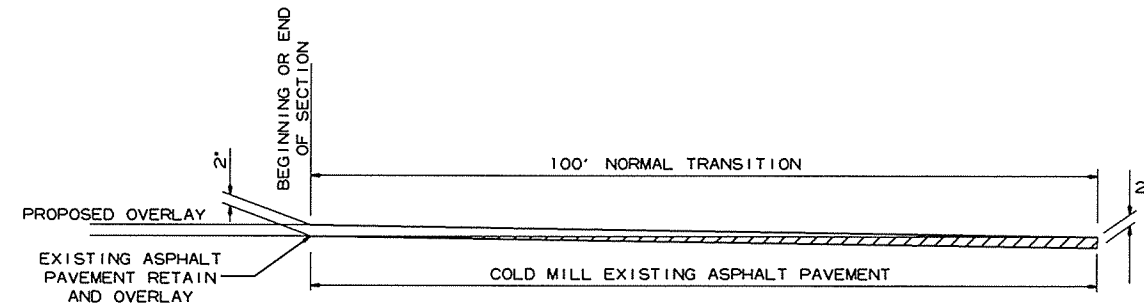 BEGINNING OR END
OF SECTION
2"
100' NORMAL TRANSITION
2
PROPOSED OVERLAY
EXISTING ASPHALT
PAVEMENT RETAIN
AND OVERLAY
COLD MILL EXISTING ASPHALT PAVEMENT